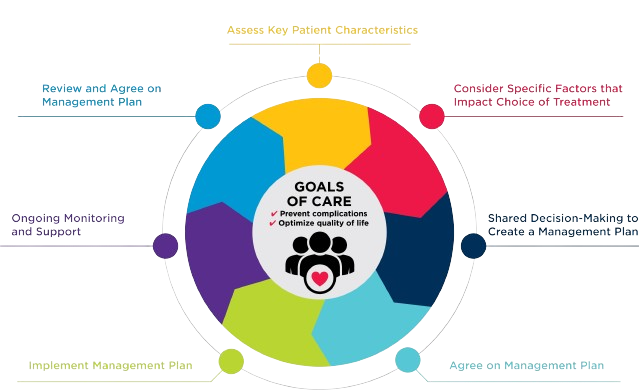 Assess Key Patient Characteristics
Review and Agree on
Management Plan
Consider Specific Factors that
Impact Choice of Treatment
GOALS
OF CARE
✓ Prevent complications
✓ Optimize quality of life
Ongoing Monitoring
and Support
Shared Decision-Making to
Create a Management Plan
Implement Management Plan
Agree on Management Plan